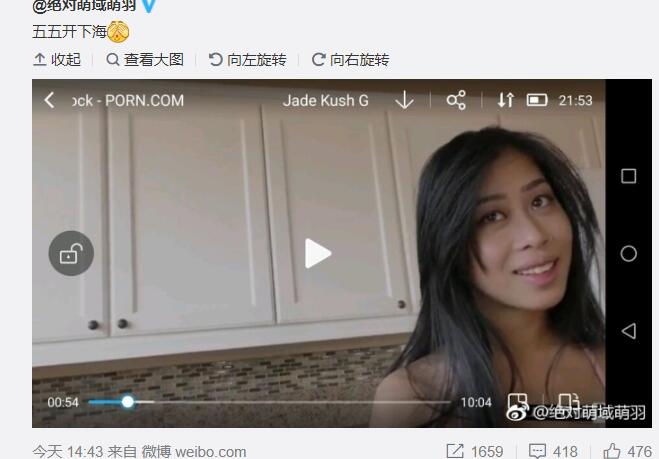 @绝对萌域萌羽
五五开下海
收起 查看大图 向左旋转 向右旋转
ock - PORN.COM Jade Kush G 21:53
00:54 10:04
@绝对萌域萌羽
今天 14:43 来自 微博 weibo.com 1659 418 476